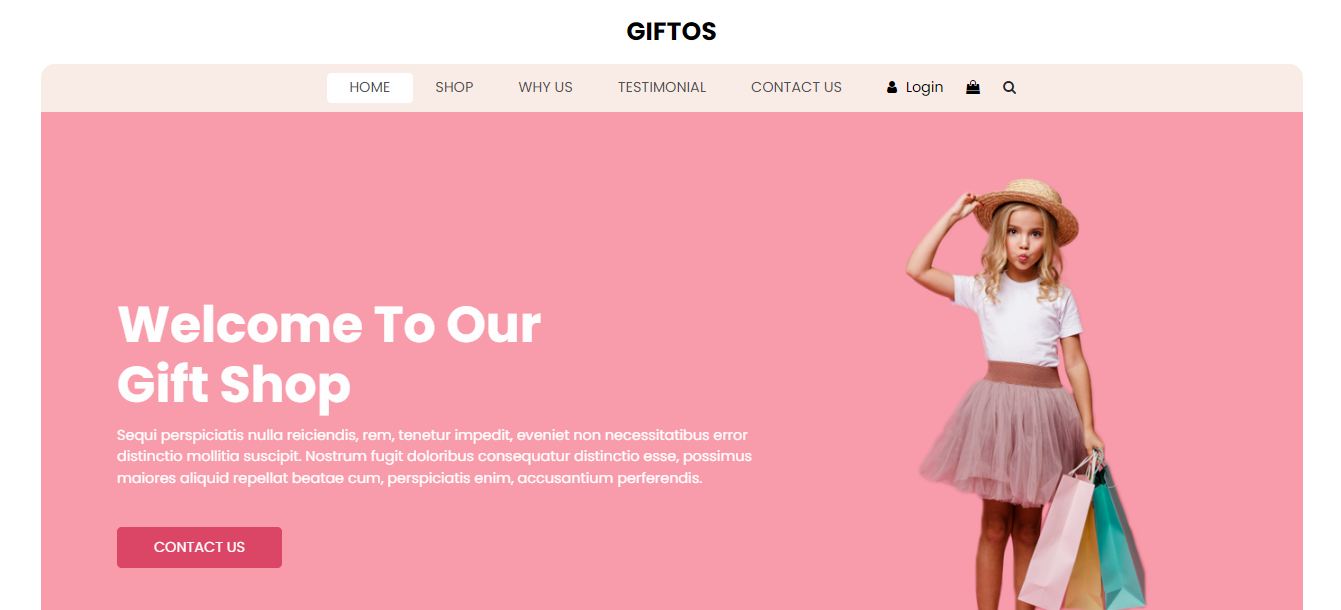 GIFTOS
HOME SHOP WHY US TESTIMONIAL CONTACT US Login
Welcome To Our
Gift Shop
Sequi perspiciatis nulla reiciendis, rem, tenetur impedit, eveniet non necessitatibus error
distinctio mollitia suscipit. Nostrum fugit doloribus consequatur distinctio esse, possimus
maiores aliquid repellat beatae cum, perspiciatis enim, accusantium perferendis.
CONTACT US